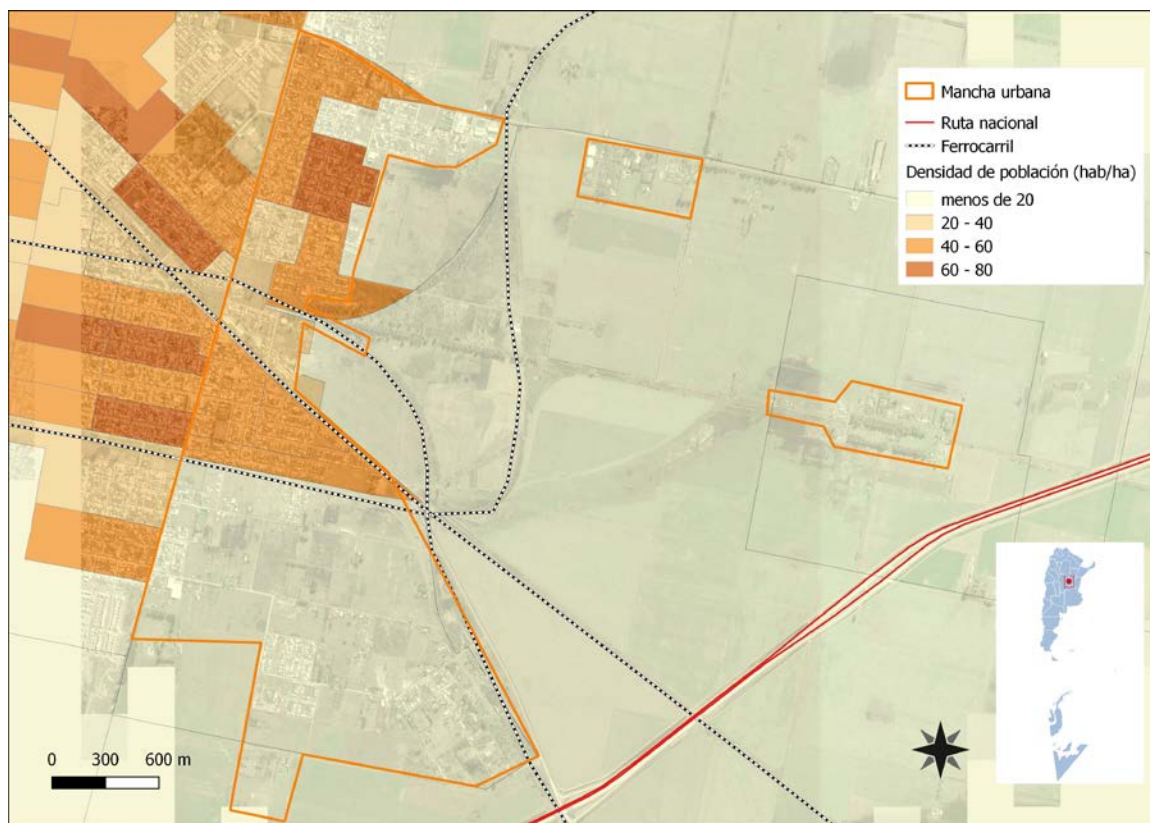 Mancha urbana
Ruta nacional
Ferrocarril
Densidad de población (hab/ha)
menos de 20
20 - 40
40 - 60
60 - 80
0 300 600 m